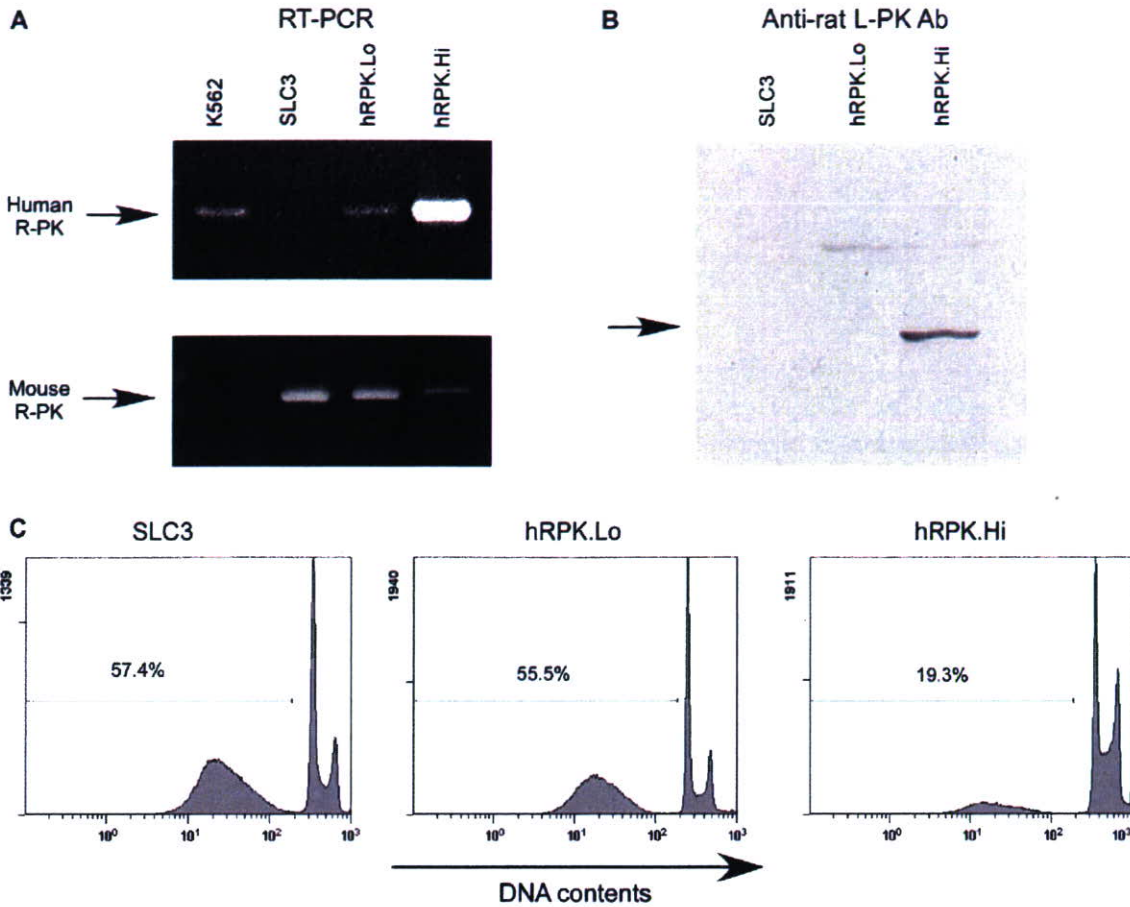 A
RT-PCR
K562
SLC3
hRPK.Lo
hRPK.Hi
Human
R-PK
Mouse
R-PK
B
Anti-rat L-PK Ab
SLC3
hRPK.Lo
hRPK.Hi
C
SLC3
1339
57.4%
10⁰ 10¹ 10² 10³
hRPK.Lo
1940
55.5%
10⁰ 10¹ 10² 10³
hRPK.Hi
1911
19.3%
10⁰ 10¹ 10² 10³
DNA contents